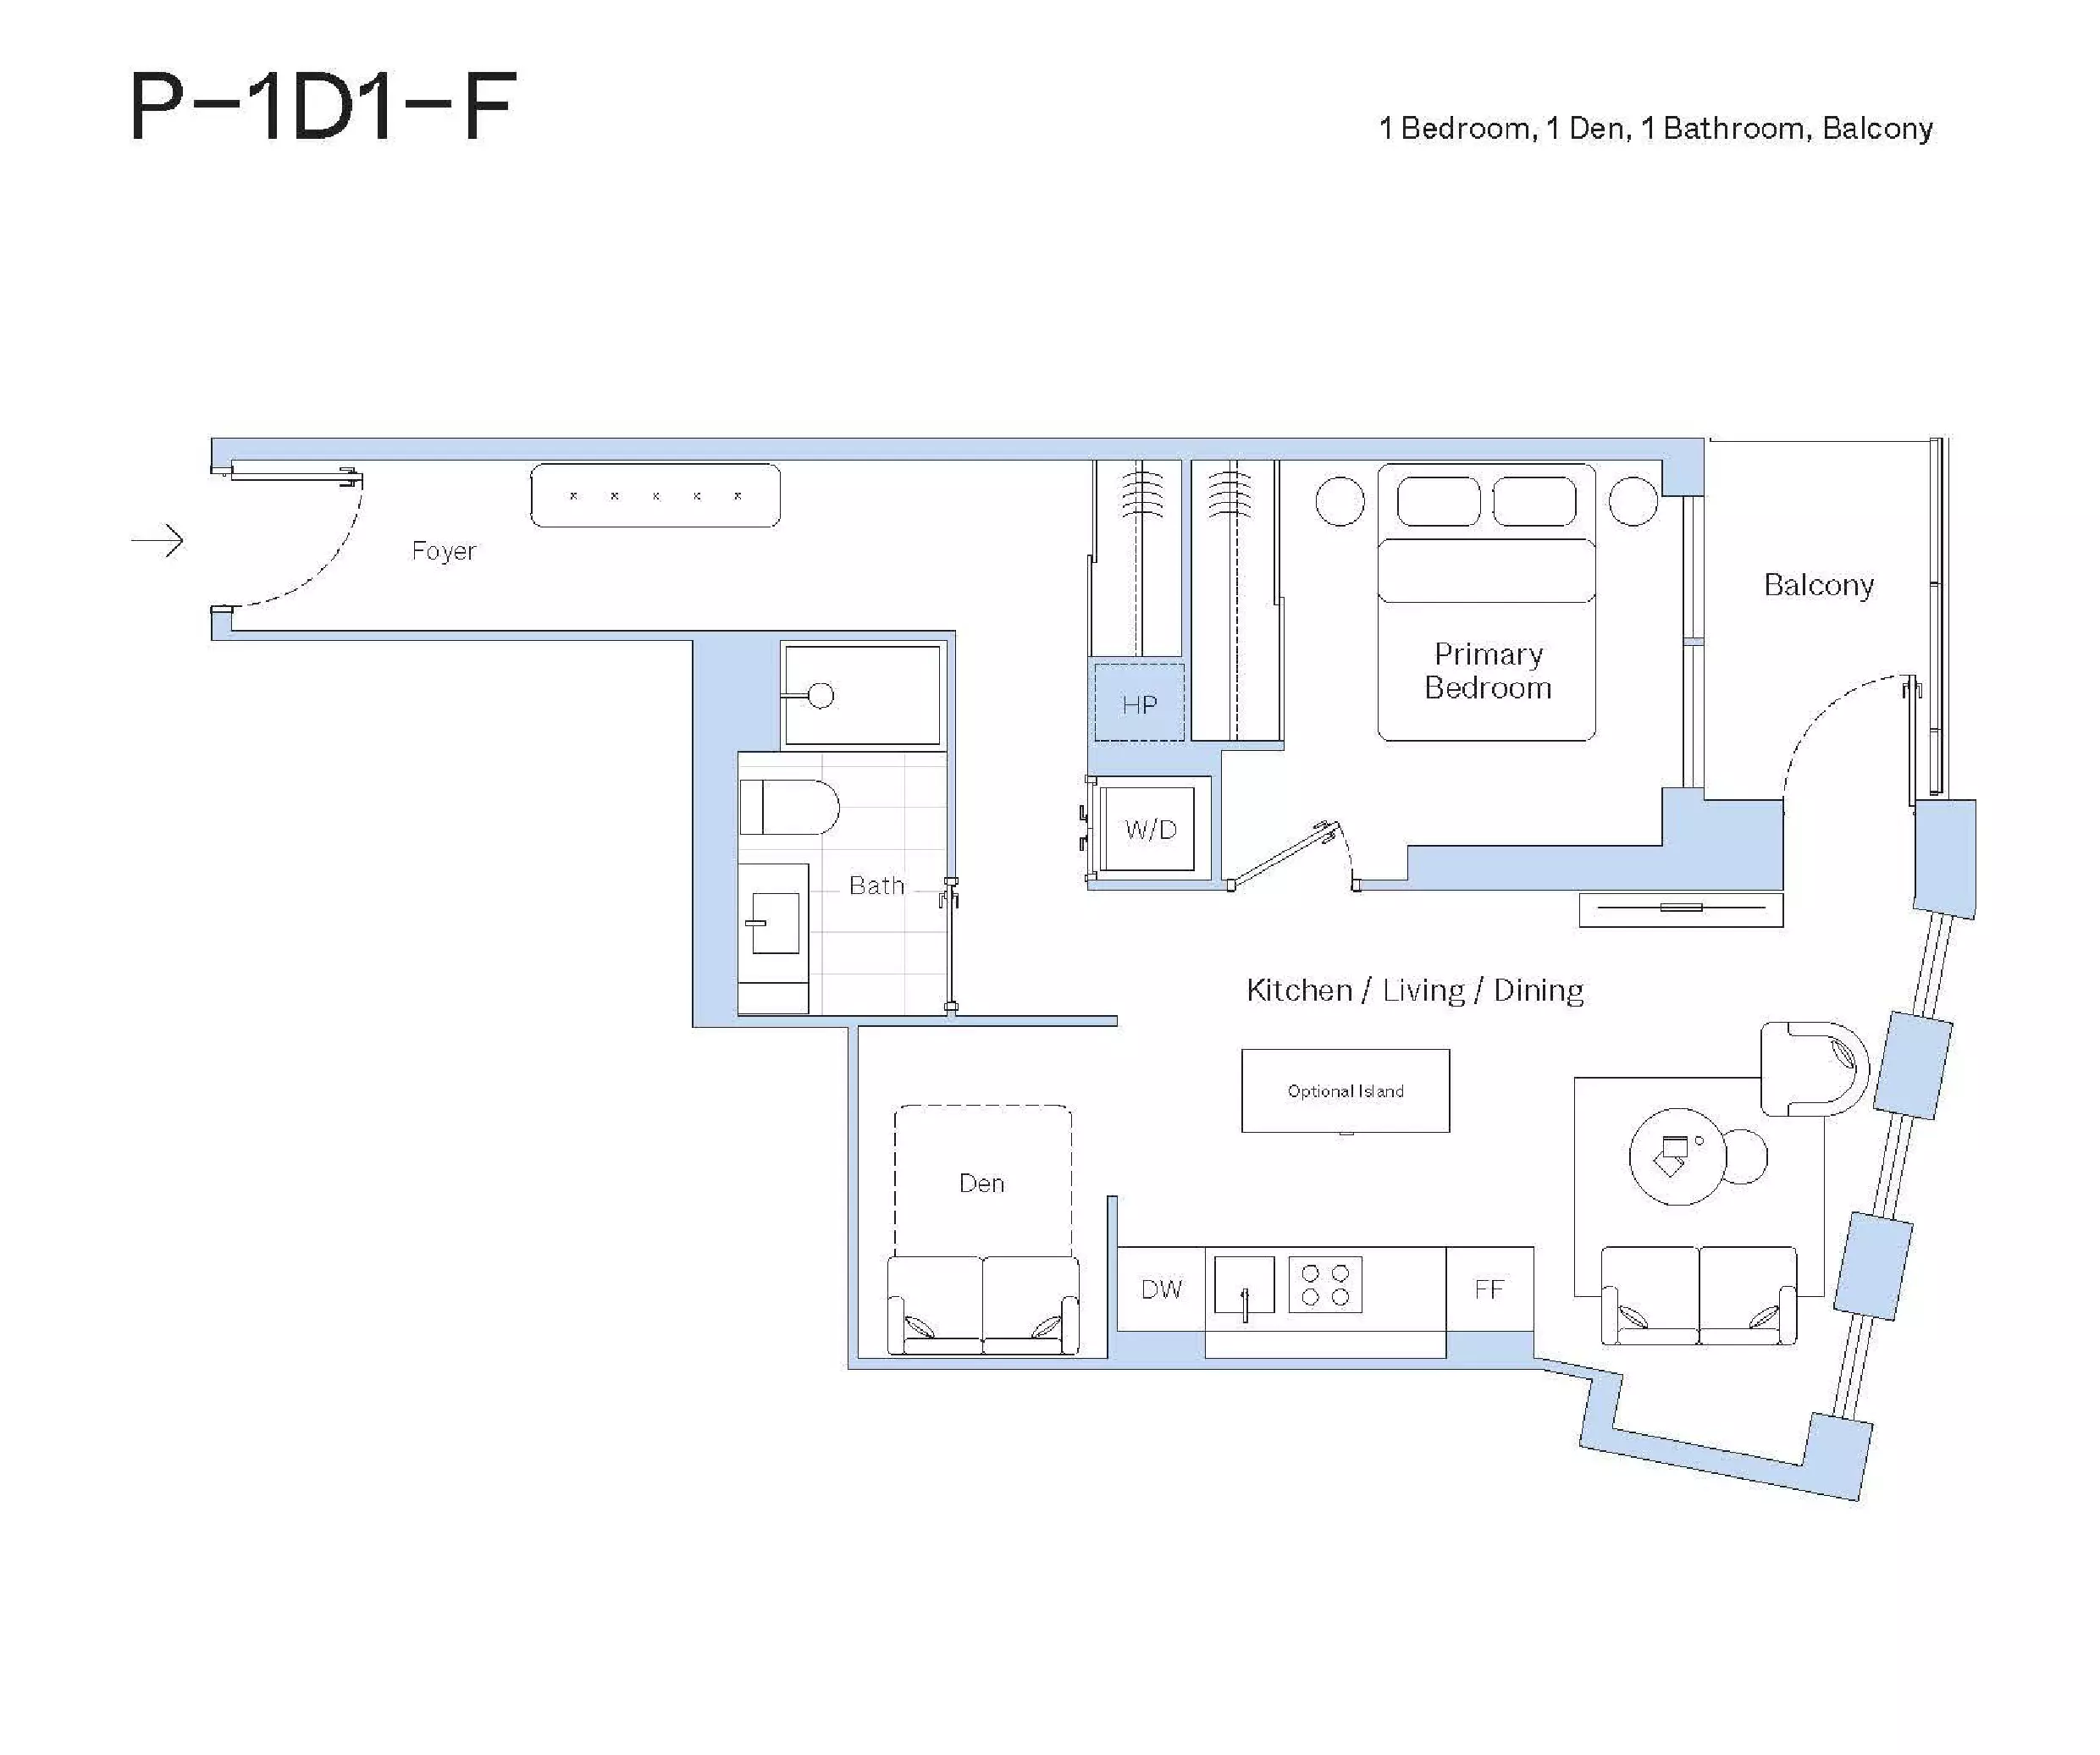 P–1D1–F
1 Bedroom, 1 Den, 1 Bathroom, Balcony
Foyer
Balcony
Primary
Bedroom
HP
W/D
Bath
Kitchen / Living / Dining
Optional Island
Den
DW
FF